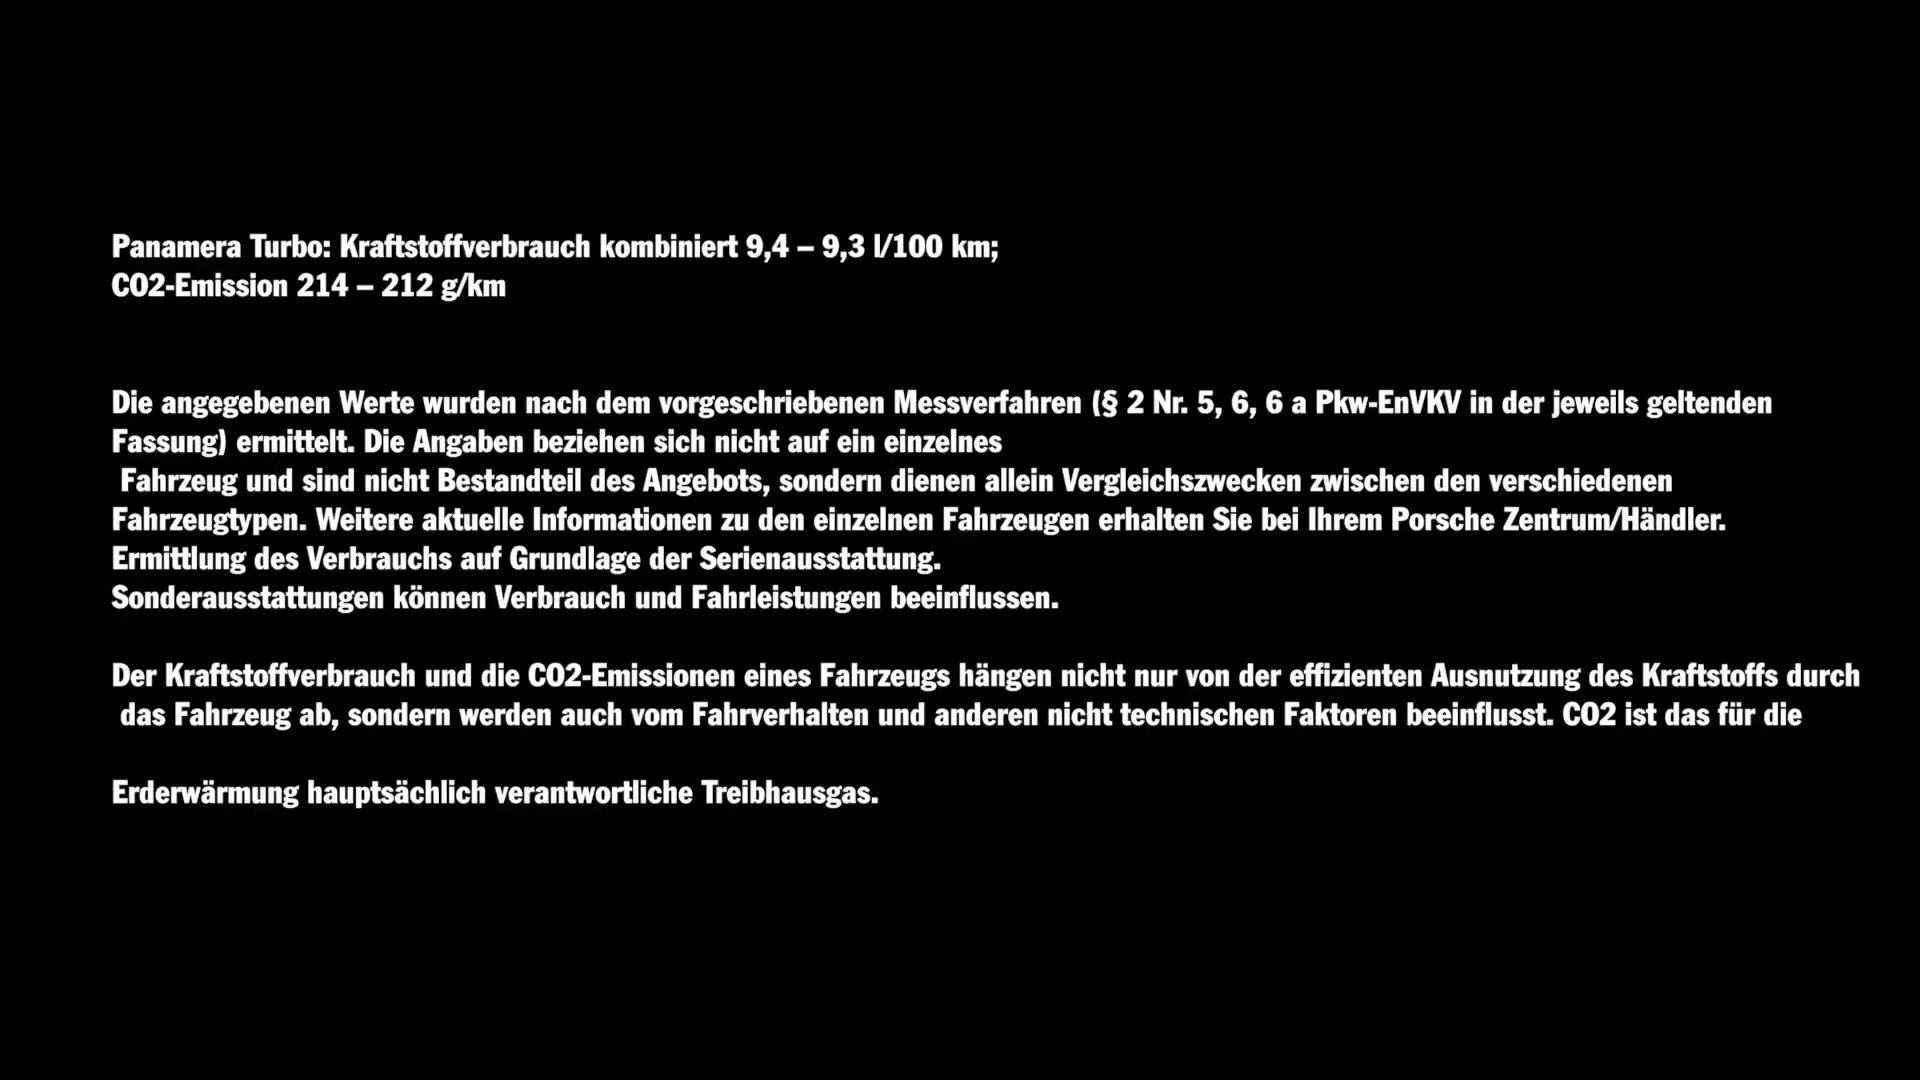 Panamera Turbo: Kraftstoffverbrauch kombiniert 9,4 – 9,3 l/100 km;
CO2-Emission 214 – 212 g/km
Die angegebenen Werte wurden nach dem vorgeschriebenen Messverfahren (§ 2 Nr. 5, 6, 6 a Pkw-EnVKV in der jeweils geltenden
Fassung) ermittelt. Die Angaben beziehen sich nicht auf ein einzelnes
Fahrzeug und sind nicht Bestandteil des Angebots, sondern dienen allein Vergleichszwecken zwischen den verschiedenen
Fahrzeugtypen. Weitere aktuelle Informationen zu den einzelnen Fahrzeugen erhalten Sie bei Ihrem Porsche Zentrum/Händler.
Ermittlung des Verbrauchs auf Grundlage der Serienausstattung.
Sonderausstattungen können Verbrauch und Fahrleistungen beeinflussen.
Der Kraftstoffverbrauch und die CO2-Emissionen eines Fahrzeugs hängen nicht nur von der effizienten Ausnutzung des Kraftstoffs durch
das Fahrzeug ab, sondern werden auch vom Fahrverhalten und anderen nicht technischen Faktoren beeinflusst. CO2 ist das für die
Erderwärmung hauptsächlich verantwortliche Treibhausgas.